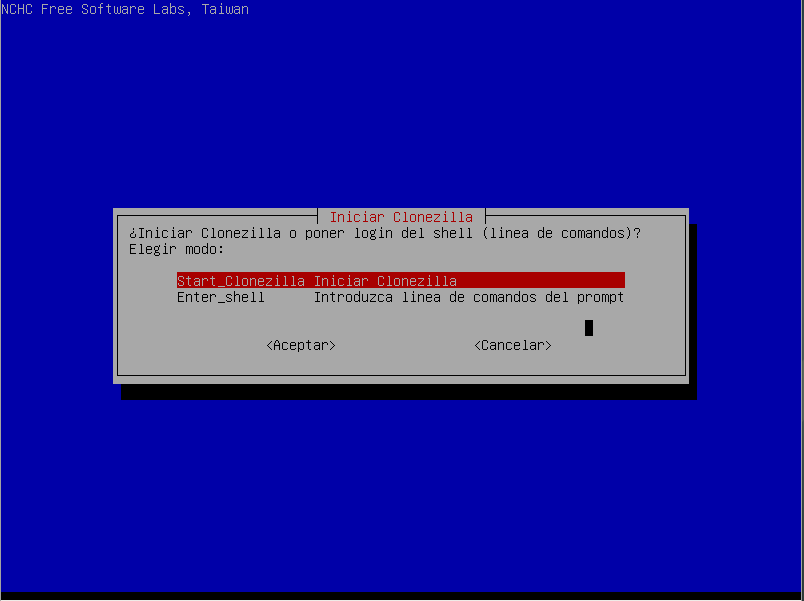 NCHC Free Software Labs, Taiwan
Iniciar Clonezilla
¿Iniciar Clonezilla o poner login del shell (linea de comandos)?
Elegir modo:
Start_Clonezilla Iniciar Clonezilla
Enter_shell Introduzca linea de comandos del prompt
<Aceptar> <Cancelar>